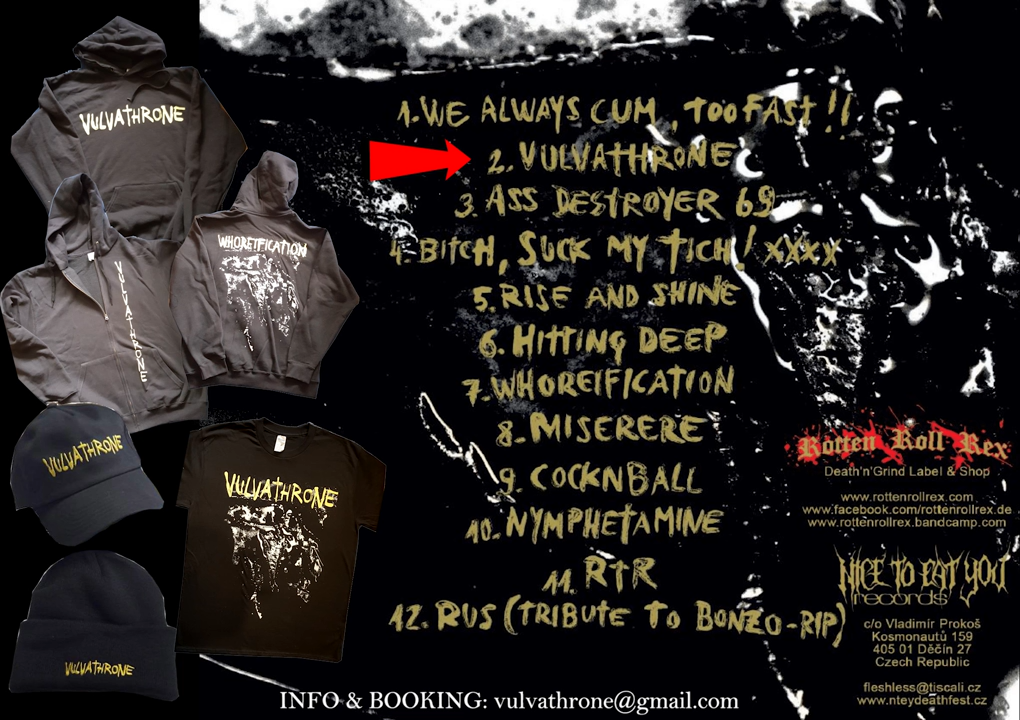 VULVATHRONE
VULVATHRONE
WHOREIFICATION
VULVATHRONE
VULVATHRONE
VULVATHRONE
1. WE ALWAYS CUM, TOO FAST!!
2. VULVATHRONE
3. ASS DESTROYER 69
4. BITCH, SUCK MY TICH! XXXX
5. RISE AND SHINE
6. HITTING DEEP
7. WHOREIFICATION
8. MISERERE
9. COCKNBALL
10. NYMPHETAMINE
11. RTR
12. RUS (TRIBUTE TO BONZO-RIP)
Rotten Roll Rex
Death'n'Grind Label & Shop
www.rottenrollrex.com
www.facebook.com/rottenrollrex.de
www.rottenrollrex.bandcamp.com
NICE TO EAT YOU
records
c/o Vladimír Prokoš
Kosmonautů 159
405 01 Děčín 27
Czech Republic
fleshless@tiscali.cz
www.nteydeathfest.cz
INFO & BOOKING: vulvathrone@gmail.com